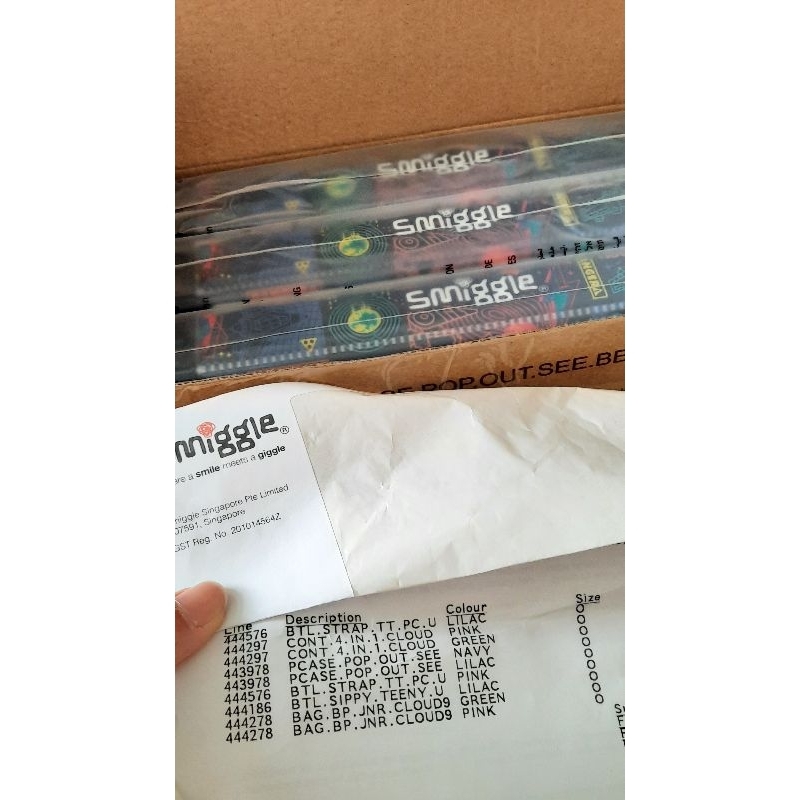 Smiggle
Smiggle
Smiggle®
NG
ON
DE
ES
POP.OUT.SEE.BE
miggle®
a smile meets a giggle
miggle Singapore Pte Limited
07591, Singapore
GST Reg. No. 201014564Z
Line Description Colour Size
444576 BTL.STRAP.TT.PC.U LILAC O
444297 CONT.4.IN.1.CLOUD PINK O
444297 CONT.4.IN.1.CLOUD GREEN O
443978 PCASE.POP.OUT.SEE NAVY O
443978 PCASE.POP.OUT.SEE LILAC O
444576 BTL.STRAP.TT.PC.U PINK O
444186 BTL.SIPPY.TEENY.U LILAC O
444278 BAG.BP.JNR.CLOUD9 GREEN O
444278 BAG.BP.JNR.CLOUD9 PINK O